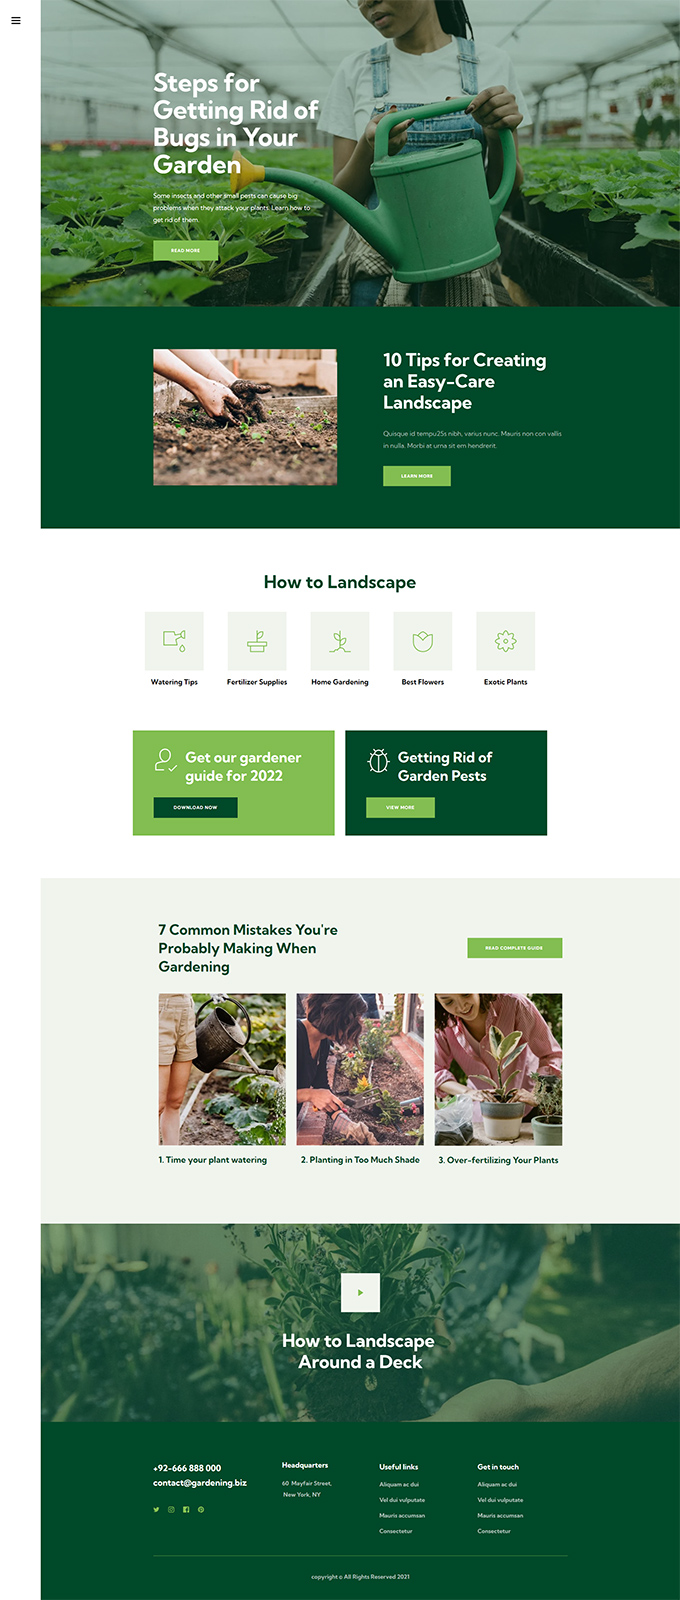 Steps for
Getting Rid of
Bugs in Your
Garden
Some insects and other small pests can cause big
problems when they attack your plants. Learn how to
get rid of them.
READ MORE
10 Tips for Creating
an Easy-Care
Landscape
Quisque id tempu25s nibh, varius nunc. Mauris non con vallis
in nulla. Morbi at urna sit em hendrerit.
LEARN MORE
How to Landscape
Watering Tips
Fertilizer Supplies
Home Gardening
Best Flowers
Exotic Plants
Get our gardener
guide for 2022
DOWNLOAD NOW
Getting Rid of
Garden Pests
VIEW MORE
7 Common Mistakes You're
Probably Making When
Gardening
READ COMPLETE GUIDE
1. Time your plant watering
2. Planting in Too Much Shade
3. Over-fertilizing Your Plants
How to Landscape
Around a Deck
+92-666 888 000
contact@gardening.biz
Headquarters
60 Mayfair Street,
New York, NY
Useful links
Aliquam ac dui
Vel dui vulputate
Mauris accumsan
Consectetur
Get in touch
Aliquam ac dui
Vel dui vulputate
Mauris accumsan
Consectetur
copyright © All Rights Reserved 2021